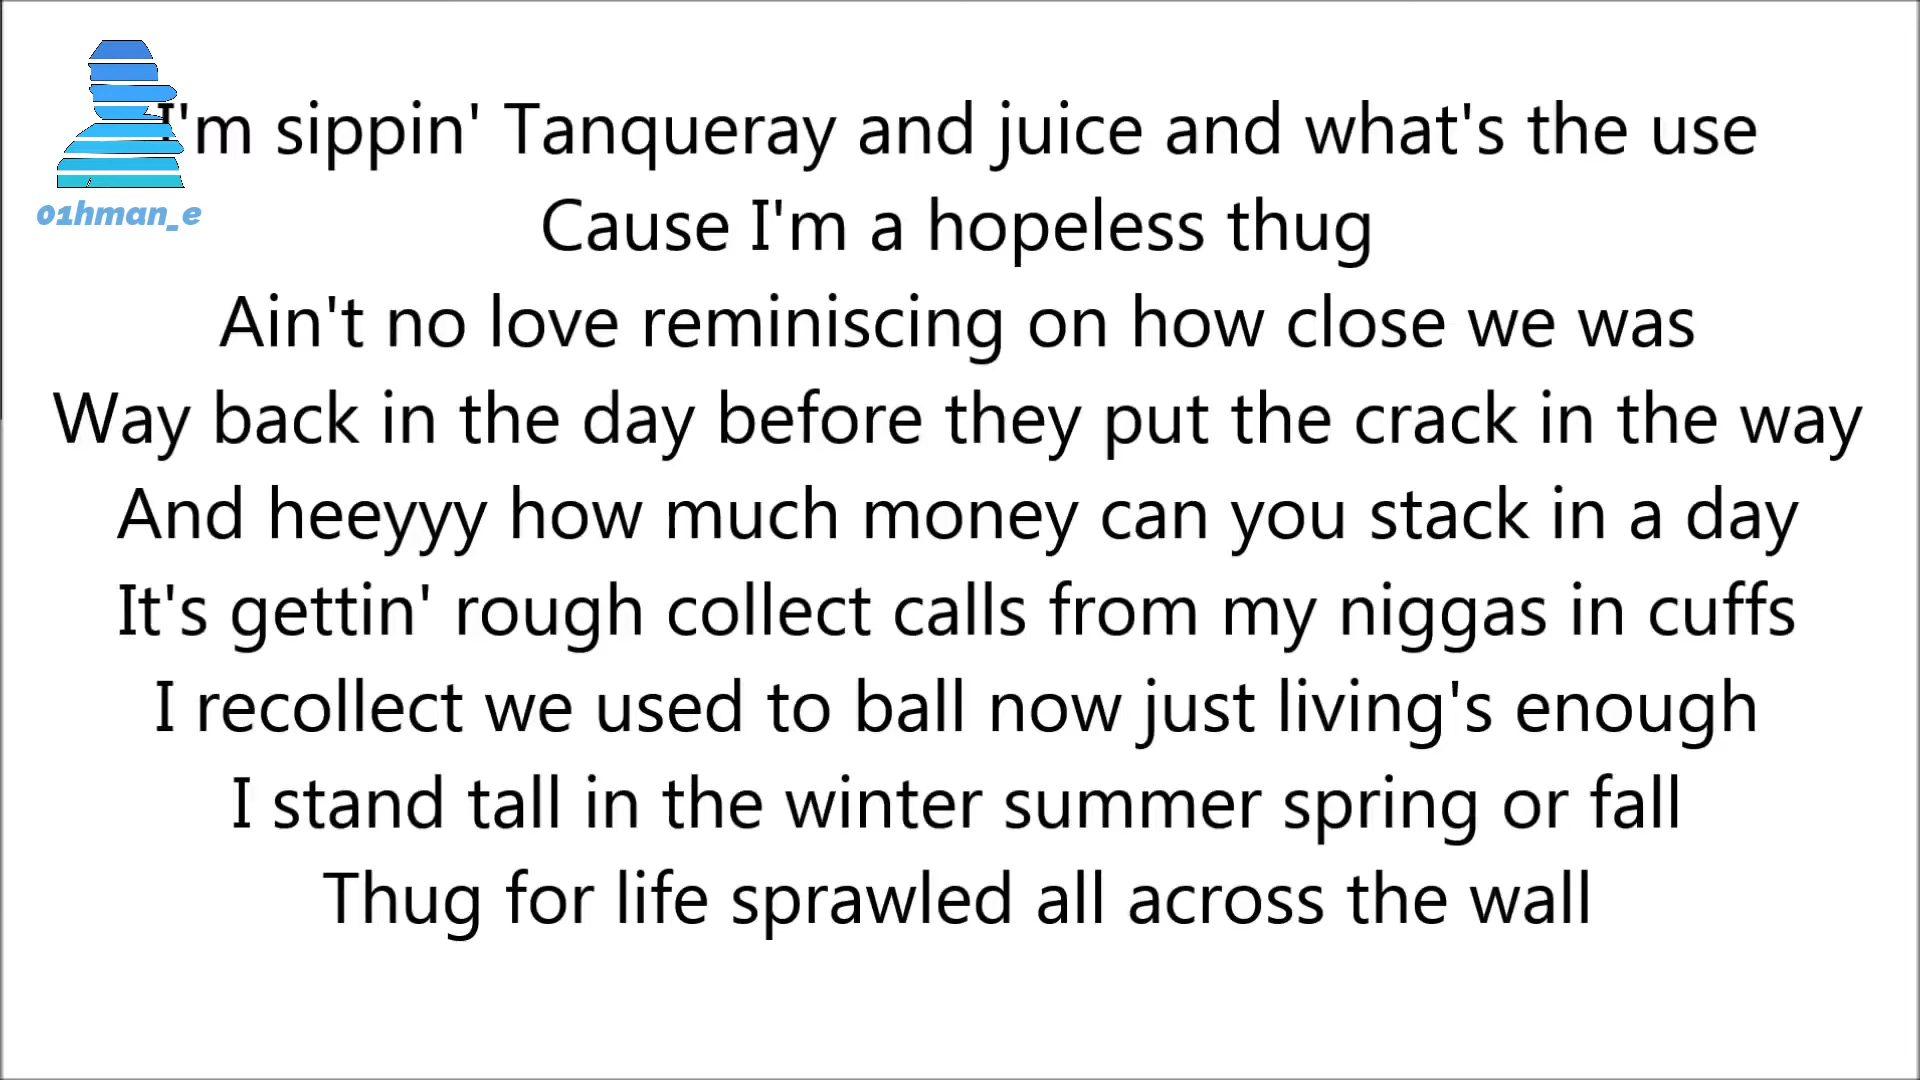 I'm sippin' Tanqueray and juice and what's the use
01hman_e
Cause I'm a hopeless thug
Ain't no love reminiscing on how close we was
Way back in the day before they put the crack in the way
And heeyyy how much money can you stack in a day
It's gettin' rough collect calls from my niggas in cuffs
I recollect we used to ball now just living's enough
I stand tall in the winter summer spring or fall
Thug for life sprawled all across the wall